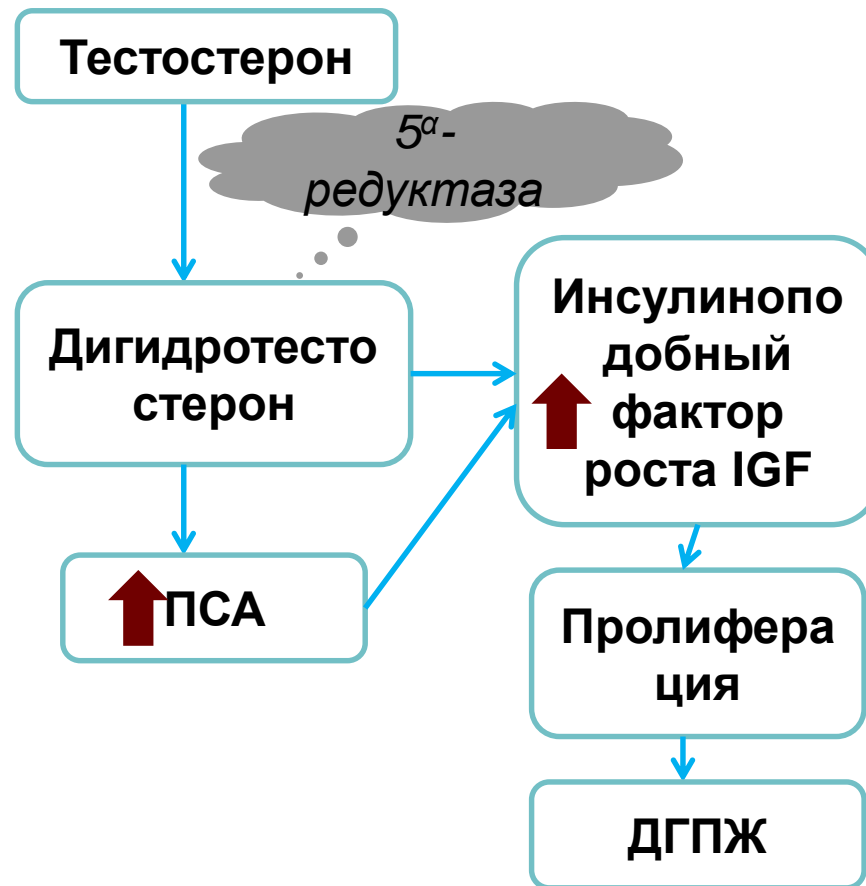 Тестостерон
5α-
редуктаза
Дигидротесто
стерон
Инсулинопо
добный
фактор
роста IGF
ПСА
Пролифера
ция
ДГПЖ